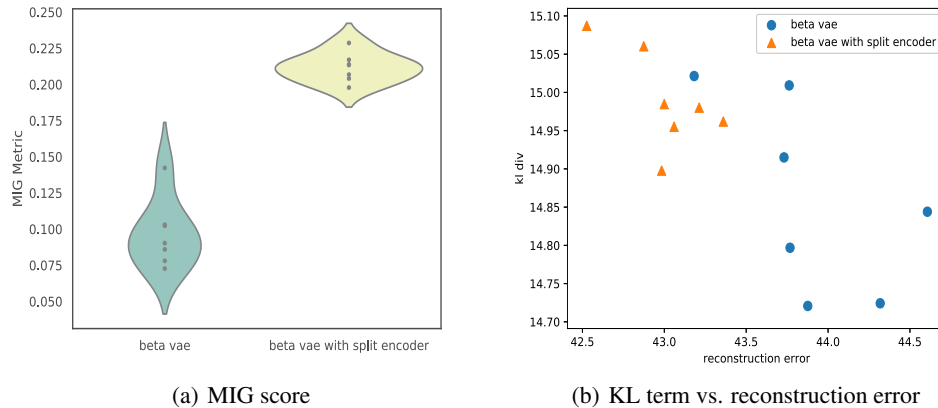 0.250
0.225
0.200
0.175
0.150
0.125
0.100
0.075
0.050
MIG Metric
beta vae
beta vae with split encoder
(a) MIG score
15.10
15.05
15.00
14.95
14.90
14.85
14.80
14.75
14.70
kl div
beta vae
beta vae with split encoder
42.5 43.0 43.5 44.0 44.5
reconstruction error
(b) KL term vs. reconstruction error